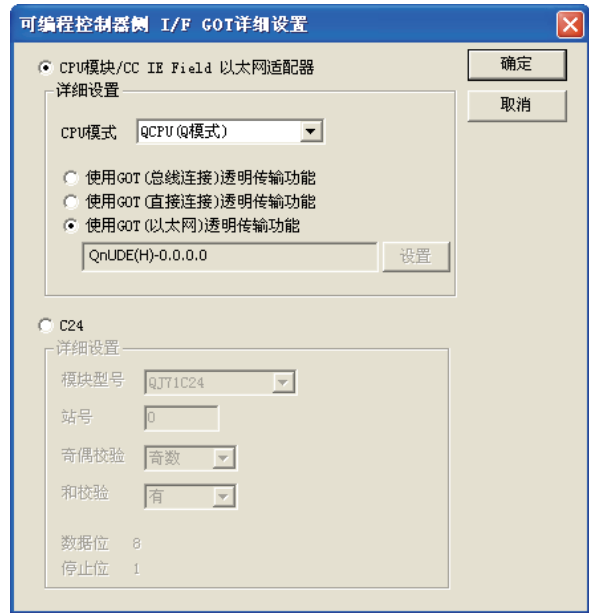 可编程控制器侧 I/F GOT详细设置
CPU模块/CC IE Field 以太网适配器
确定
详细设置
取消
CPU模式 QCPU(Q模式)
使用GOT(总线连接)透明传输功能
使用GOT(直接连接)透明传输功能
使用GOT(以太网)透明传输功能
QnUDE(H)-0.0.0.0 设置
C24
详细设置
模块型号 QJ71C24
站号 0
奇偶校验 奇数
和校验 有
数据位 8
停止位 1